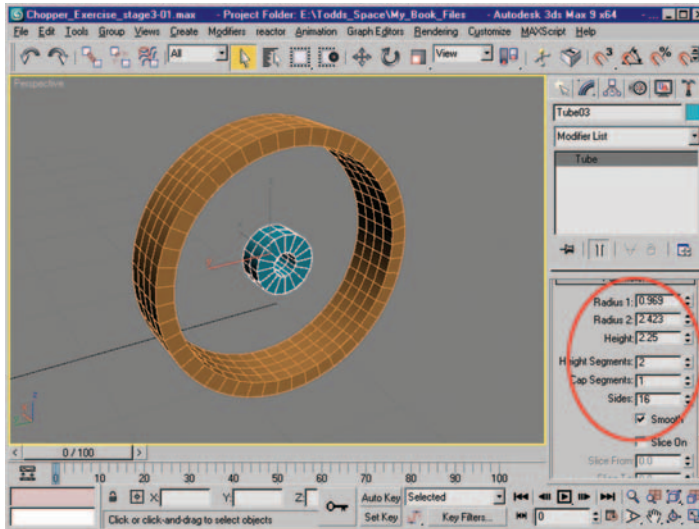 Chopper_Exercise_stage3-01.max - Project Folder: E:\Todds_Space\My_Book_Files - Autodesk 3ds Max 9 x64 - ...
File Edit Tools Group Views Create Modifiers reactor Animation Graph Editors Rendering Customize MAXScript Help
All View 3 %
Perspective
Tube03
Modifier List
Tube
Radius 1: 0.969
Radius 2: 2.423
Height: 2.25
Height Segments: 2
Cap Segments: 1
Sides: 16
Smooth
Slice On
Slice From: 0.0
z
< 0 / 100 >
0 10 20 30 40 50 60 70 80 90 100
X: Y: Z: Auto Key Selected
Click or click-and-drag to select objects Set Key Key Filters... 0